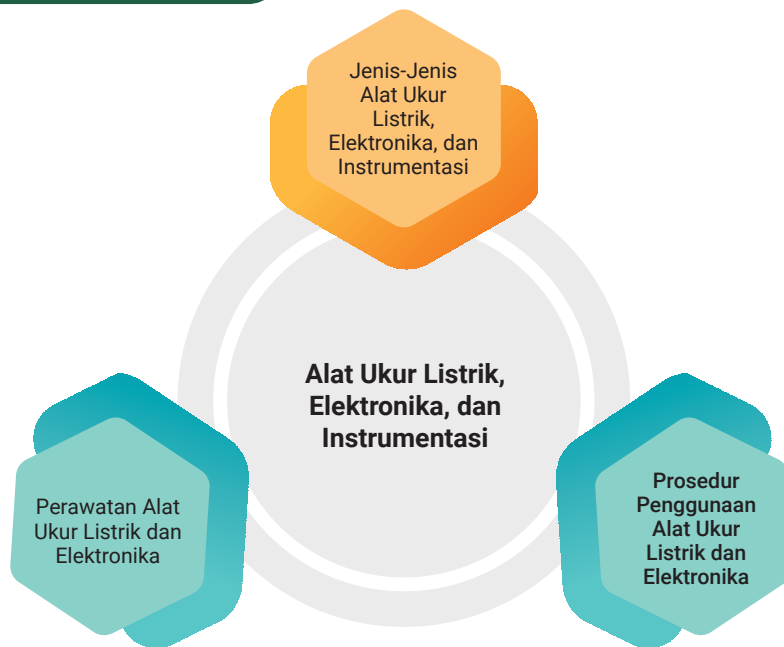 Jenis-Jenis
Alat Ukur
Listrik,
Elektronika, dan
Instrumentasi
Alat Ukur Listrik,
Elektronika, dan
Instrumentasi
Perawatan Alat
Ukur Listrik dan
Elektronika
Prosedur
Penggunaan
Alat Ukur
Listrik dan
Elektronika